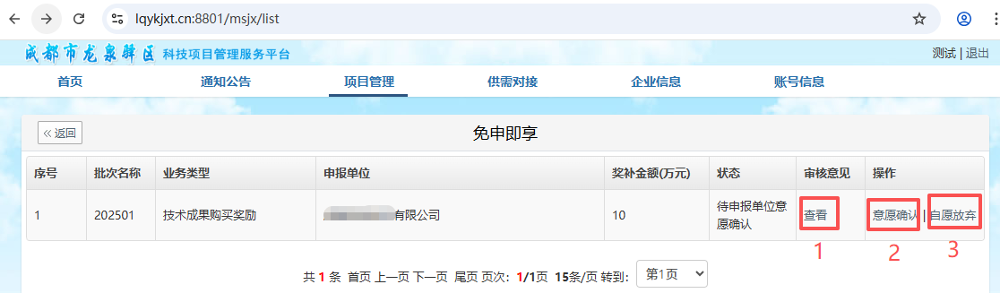 lqykjxt.cn:8801/msjx/list
成都市龙泉驿区 科技项目管理服务平台
测试 | 退出
首页 通知公告 项目管理 供需对接 企业信息 账号信息
返回
免申即享
序号 批次名称 业务类型 申报单位 奖补金额(万元) 状态 审核意见 操作
1 202501 技术成果购买奖励 有限公司 10 待申报单位意 查看 意愿确认 | 自愿放弃
愿确认
1 2 3
共 1 条 首页 上一页 下一页 尾页 页次: 1/1页 15条/页 转到: 第1页